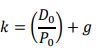 k = (D₀/P₀) + g